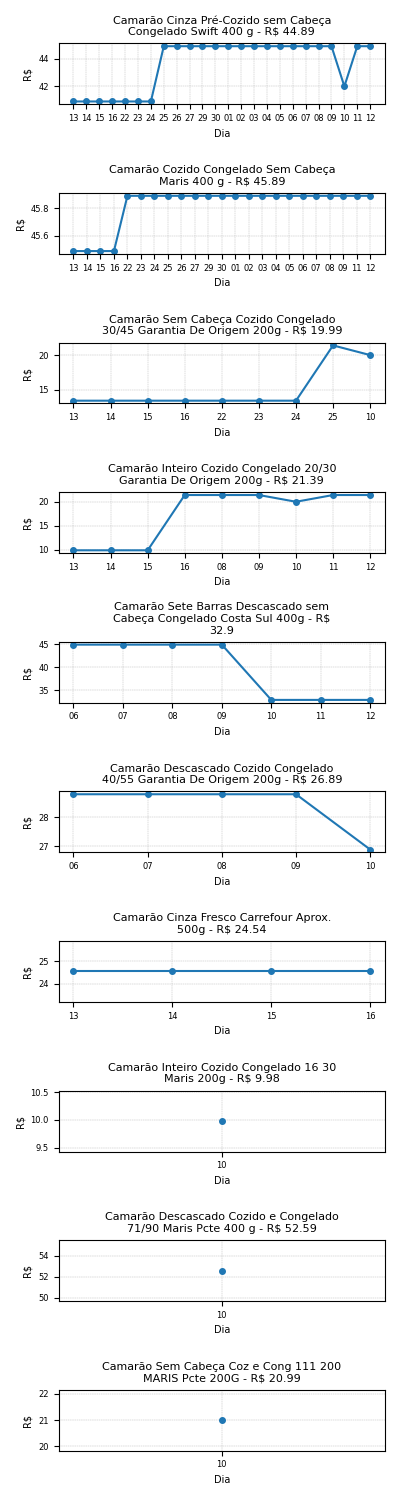 Camarão Cinza Pré-Cozido sem Cabeça
Congelado Swift 400 g - R$ 44.89
44
42
R$
13 14 15 16 22 23 24 25 26 27 29 30 01 02 03 04 05 06 07 08 09 10 11 12
Dia
Camarão Cozido Congelado Sem Cabeça
Maris 400 g - R$ 45.89
45.8
45.6
R$
13 14 15 16 22 23 24 25 26 27 29 30 01 02 03 04 05 06 07 08 09 11 12
Dia
Camarão Sem Cabeça Cozido Congelado
30/45 Garantia De Origem 200g - R$ 19.99
20
15
R$
13 14 15 16 22 23 24 25 10
Dia
Camarão Inteiro Cozido Congelado 20/30
Garantia De Origem 200g - R$ 21.39
20
15
10
R$
13 14 15 16 08 09 10 11 12
Dia
Camarão Sete Barras Descascado sem
Cabeça Congelado Costa Sul 400g - R$
32.9
45
40
35
R$
06 07 08 09 10 11 12
Dia
Camarão Descascado Cozido Congelado
40/55 Garantia De Origem 200g - R$ 26.89
28
27
R$
06 07 08 09 10
Dia
Camarão Cinza Fresco Carrefour Aprox.
500g - R$ 24.54
25
24
R$
13 14 15 16
Dia
Camarão Inteiro Cozido Congelado 16 30
Maris 200g - R$ 9.98
10.5
10.0
9.5
R$
10
Dia
Camarão Descascado Cozido e Congelado
71/90 Maris Pcte 400 g - R$ 52.59
54
52
50
R$
10
Dia
Camarão Sem Cabeça Coz e Cong 111 200
MARIS Pcte 200G - R$ 20.99
22
21
20
R$
10
Dia